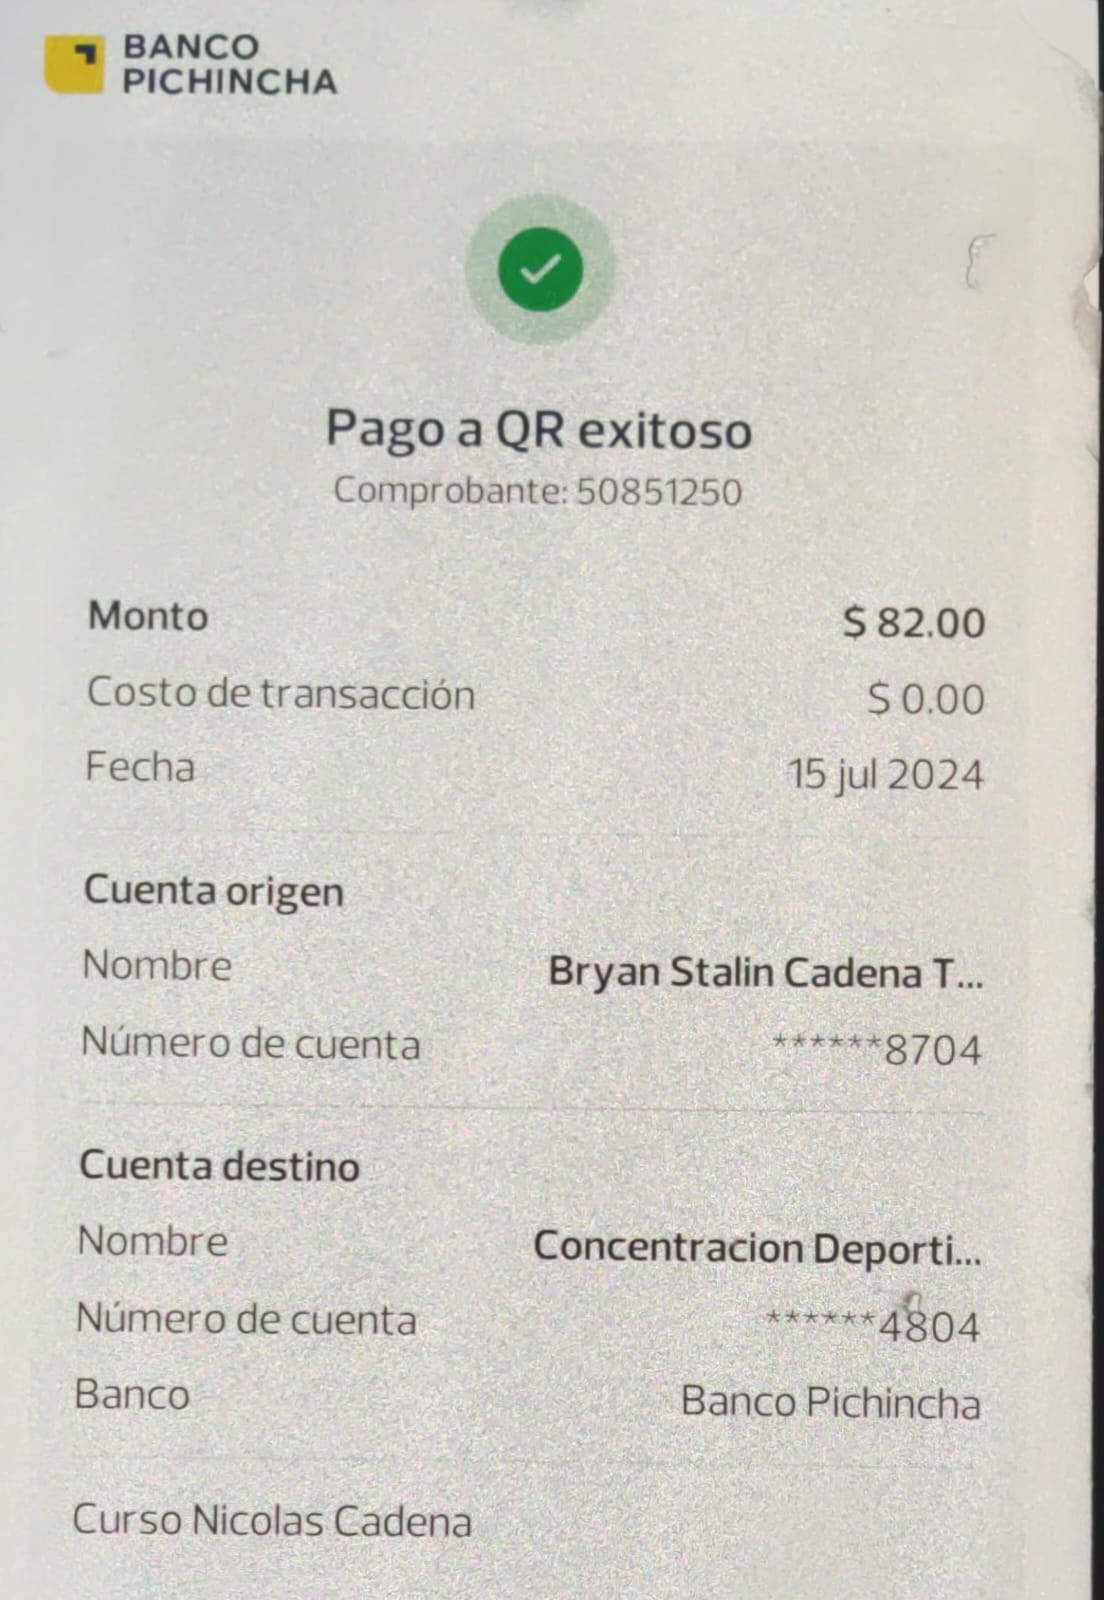 BANCO
PICHINCHA
Pago a QR exitoso
Comprobante: 50851250
Monto $ 82.00
Costo de transacción $ 0.00
Fecha 15 jul 2024
Cuenta origen
Nombre Bryan Stalin Cadena T...
Número de cuenta ******8704
Cuenta destino
Nombre Concentracion Deporti...
Número de cuenta ******4804
Banco Banco Pichincha
Curso Nicolas Cadena